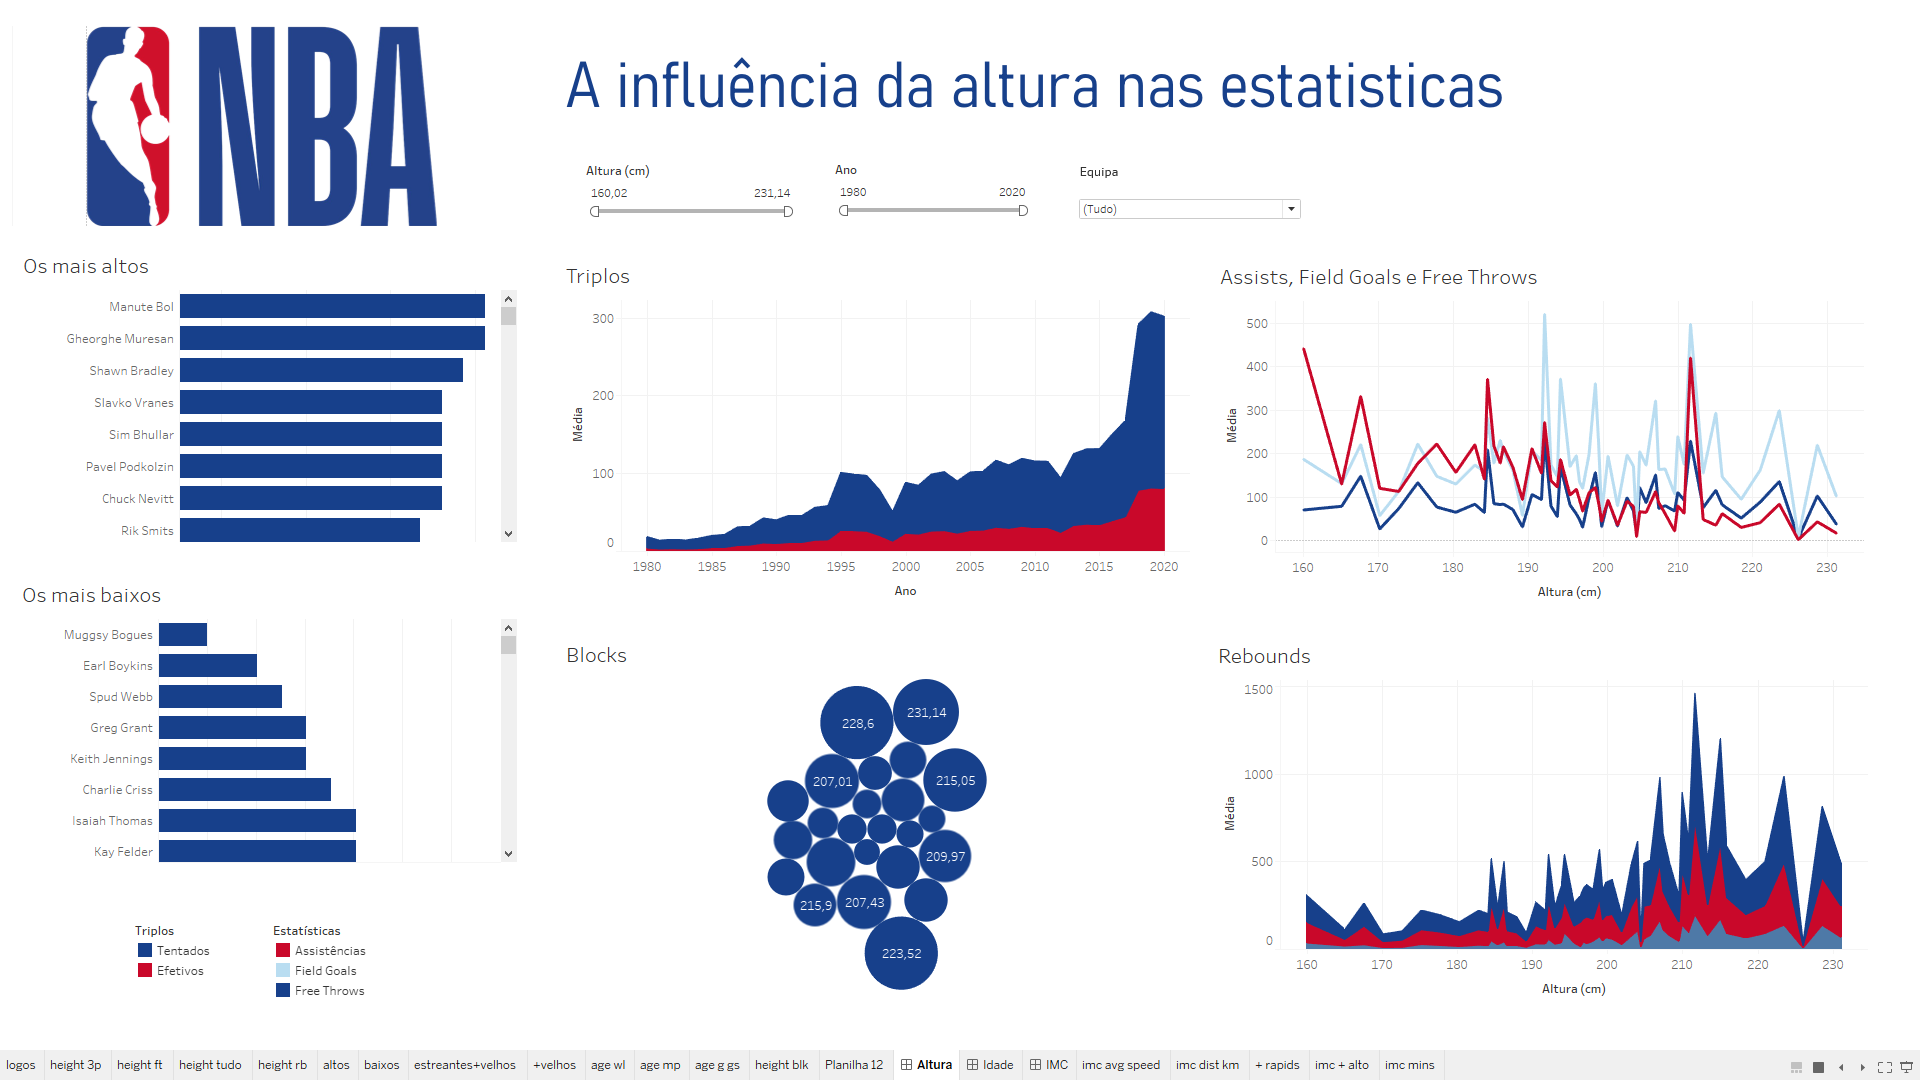 NBA
A influência da altura nas estatisticas
Altura (cm)
160,02 231,14
Ano
1980 2020
Equipa
(Tudo)
Os mais altos
Manute Bol
Gheorghe Muresan
Shawn Bradley
Slavko Vranes
Sim Bhullar
Pavel Podkolzin
Chuck Nevitt
Rik Smits
Os mais baixos
Muggsy Bogues
Earl Boykins
Spud Webb
Greg Grant
Keith Jennings
Charlie Criss
Isaiah Thomas
Kay Felder
Triplos
Tentados
Efetivos
Estatísticas
Assistências
Field Goals
Free Throws
Triplos
Média
300
200
100
0
1980 1985 1990 1995 2000 2005 2010 2015 2020
Ano
Assists, Field Goals e Free Throws
Média
500
400
300
200
100
0
160 170 180 190 200 210 220 230
Altura (cm)
Blocks
228,6
231,14
207,01
215,05
209,97
215,9
207,43
223,52
Rebounds
Média
1500
1000
500
0
160 170 180 190 200 210 220 230
Altura (cm)
logos height 3p height ft height tudo height rb altos baixos estreantes+velhos +velhos age wl age mp age g gs height blk Planilha 12 Altura Idade IMC imc avg speed imc dist km + rapids imc + alto imc mins